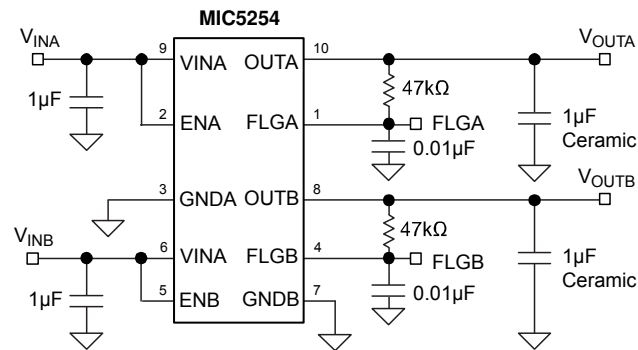 MIC5254
VINA
1µF
9
VINA
OUTA
10
VOUTA
47kΩ
2
ENA
FLGA
1
FLGA
0.01µF
1µF
Ceramic
3
GNDA
OUTB
8
VOUTB
47kΩ
VINB
1µF
6
VINA
FLGB
4
FLGB
0.01µF
1µF
Ceramic
5
ENB
GNDB
7